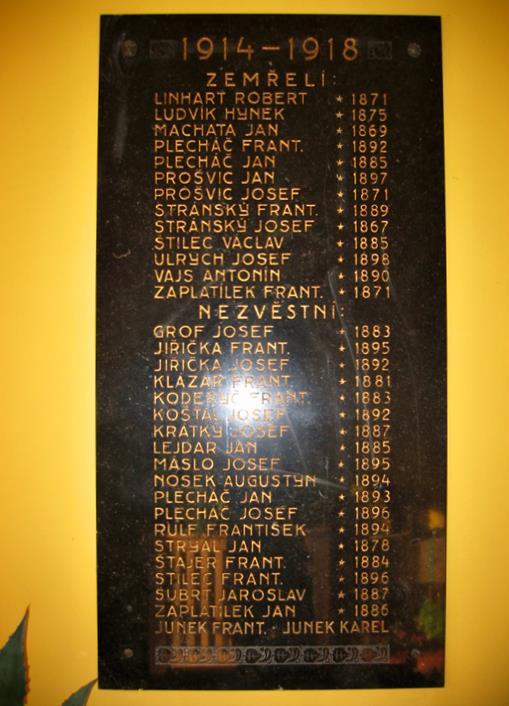 1914-1918
ZEMŘELÍ:
LINHART ROBERT * 1871
LUDVÍK HYNEK * 1875
MACHATA JAN * 1869
PLECHÁČ FRANT. * 1892
PLECHÁČ JAN * 1885
PROŠVIC JAN * 1897
PROŠVIC JOSEF * 1871
STRÁNSKÝ FRANT. * 1889
STRÁNSKÝ JOSEF * 1867
ŠTILEC VÁCLAV * 1885
ULRYCH JOSEF * 1898
VAJS ANTONÍN * 1890
ZAPLATÍLEK FRANT. * 1871
NEZVĚSTNÍ:
GROF JOSEF * 1883
JIŘIČKA FRANT. * 1895
JIŘIČKA JOSEF * 1892
KLÁZAR FRANT. * 1881
KODERYČ FRANT. * 1883
KOŠŤÁL JOSEF * 1892
KRÁTKÝ JOSEF * 1887
LEJDAR JAN * 1885
MÁSLO JOSEF * 1895
NOSEK AUGUSTYN * 1894
PLECHÁČ JAN * 1893
PLECHÁČ JOSEF * 1896
RULF FRANTIŠEK * 1894
STRYAL JAN * 1878
ŠTAJER FRANT. * 1884
ŠTILEC FRANT. * 1896
ŠUBRT JAROSLAV * 1887
ZAPLATÍLEK JAN * 1886
JUNEK FRANT. · JUNEK KAREL